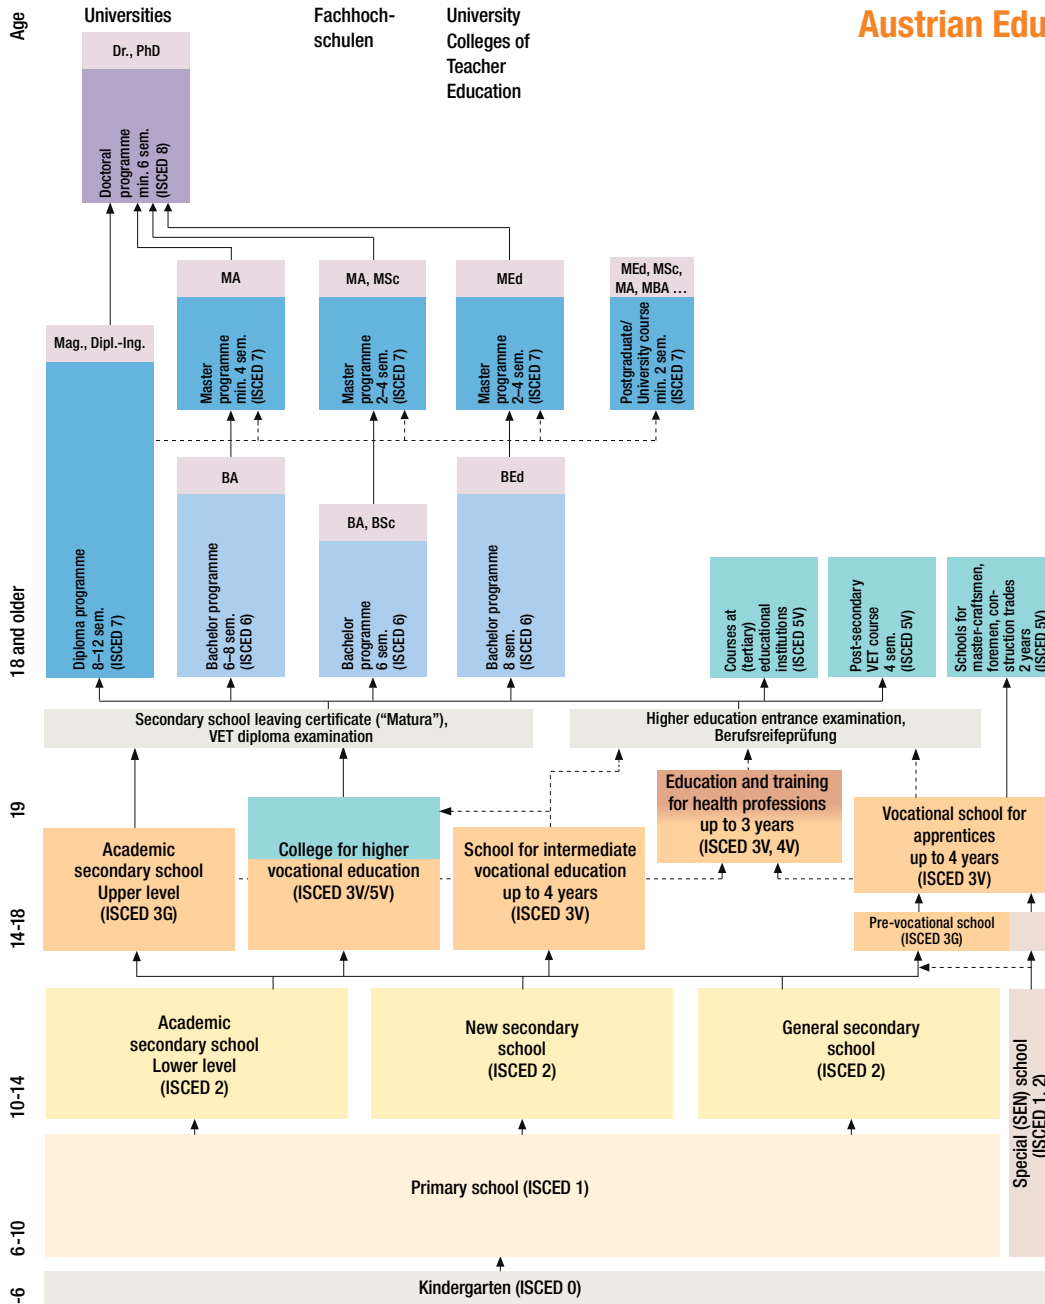 Age
Universities
Fachhoch-
schulen
University
Colleges of
Teacher
Education
Austrian Edu
Dr., PhD
Doctoral
programme
min. 6 sem.
(ISCED 8)
MA
Master
programme
min. 4 sem.
(ISCED 7)
MA, MSc
Master
programme
2–4 sem.
(ISCED 7)
MEd
Master
programme
2–4 sem.
(ISCED 7)
MEd, MSc,
MA, MBA …
Postgraduate/
University course
min. 2 sem.
(ISCED 7)
Mag., Dipl.-Ing.
Diploma programme
8–12 sem.
(ISCED 7)
BA
Bachelor programme
6–8 sem.
(ISCED 6)
BA, BSc
Bachelor
programme
6 sem.
(ISCED 6)
BEd
Bachelor programme
8 sem.
(ISCED 6)
Courses at
(tertiary)
educational
institutions
(ISCED 5V)
Post-secondary
VET course
4 sem.
(ISCED 5V)
Schools for
master-craftsmen,
foremen, con-
struction trades
2 years
(ISCED 5V)
18 and older
Secondary school leaving certificate (“Matura”),
VET diploma examination
Higher education entrance examination,
Berufsreifeprüfung
19
14-18
Academic
secondary school
Upper level
(ISCED 3G)
College for higher
vocational education
(ISCED 3V/5V)
School for intermediate
vocational education
up to 4 years
(ISCED 3V)
Education and training
for health professions
up to 3 years
(ISCED 3V, 4V)
Vocational school for
apprentices
up to 4 years
(ISCED 3V)
Pre-vocational school
(ISCED 3G)
10-14
Academic
secondary school
Lower level
(ISCED 2)
New secondary
school
(ISCED 2)
General secondary
school
(ISCED 2)
Special (SEN) school
(ISCED 1, 2)
6-10
Primary school (ISCED 1)
-6
Kindergarten (ISCED 0)